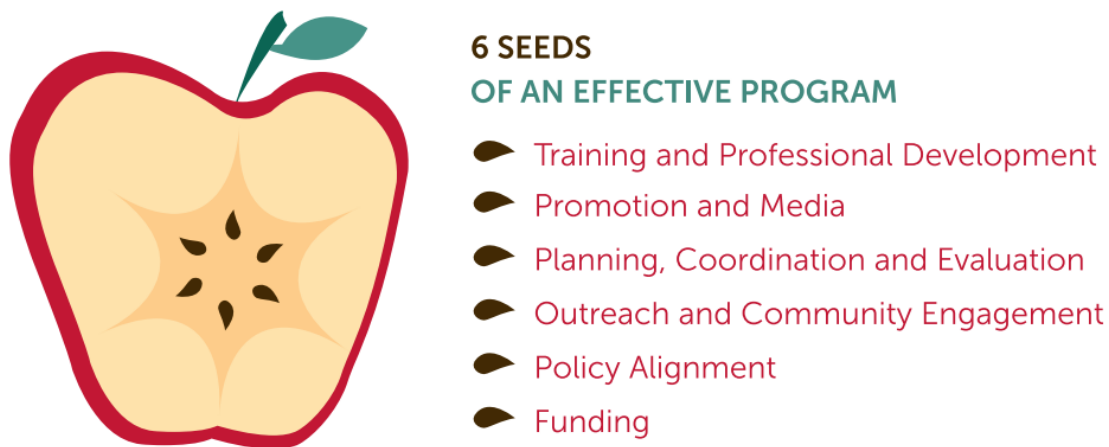 6 SEEDS
OF AN EFFECTIVE PROGRAM
Training and Professional Development
Promotion and Media
Planning, Coordination and Evaluation
Outreach and Community Engagement
Policy Alignment
Funding